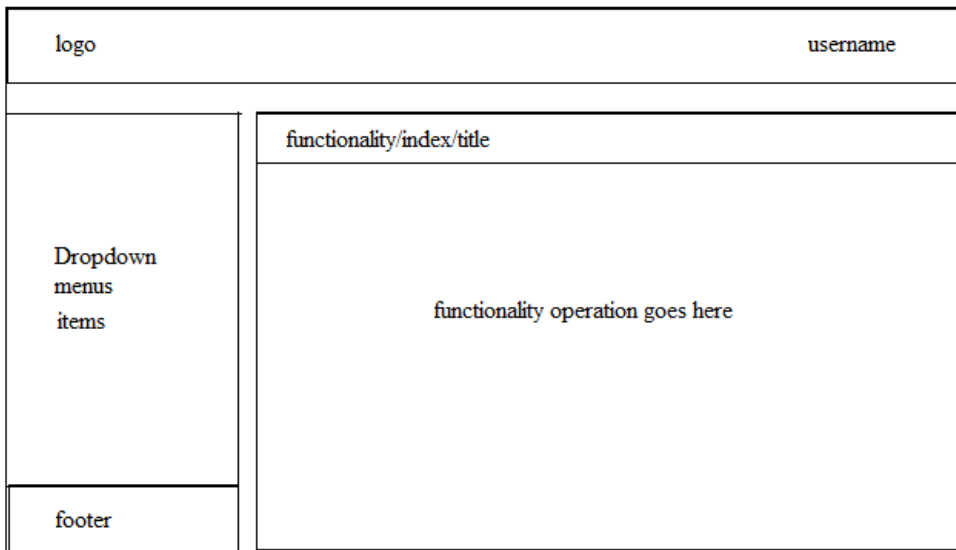 logo
username
functionality/index/title
Dropdown
menus
items
functionality operation goes here
footer